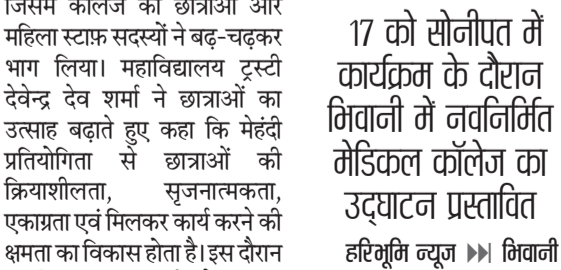 जिसमें कॉलेज की छात्राओं और
महिला स्टाफ़ सदस्यों ने बढ़-चढ़कर
भाग लिया। महाविद्यालय ट्रस्टी
देवेन्द्र देव शर्मा ने छात्राओं का
उत्साह बढ़ाते हुए कहा कि मेहंदी
प्रतियोगिता से छात्राओं की
क्रियाशीलता, सृजनात्मकता,
एकाग्रता एवं मिलकर कार्य करने की
क्षमता का विकास होता है। इस दौरान
17 को सोनीपत में
कार्यक्रम के दौरान
भिवानी में नवनिर्मित
मेडिकल कॉलेज का
उद्घाटन प्रस्तावित
हरिभूमि न्यूज भिवानी